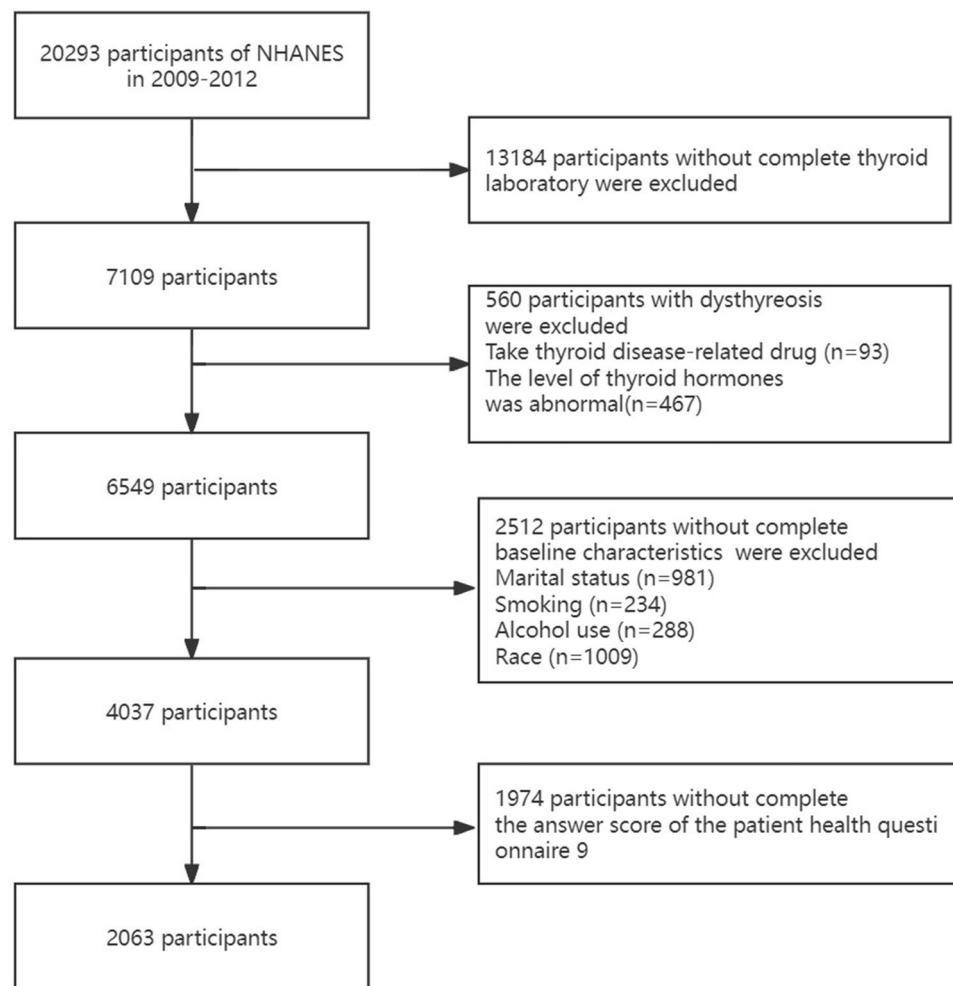 20293 participants of NHANES
in 2009-2012
13184 participants without complete thyroid
laboratory were excluded
7109 participants
560 participants with dysthyreosis
were excluded
Take thyroid disease-related drug (n=93)
The level of thyroid hormones
was abnormal(n=467)
6549 participants
2512 participants without complete
baseline characteristics  were excluded
Marital status (n=981)
Smoking (n=234)
Alcohol use (n=288)
Race (n=1009)
4037 participants
1974 participants without complete
the answer score of the patient health questi
onnaire 9
2063 participants